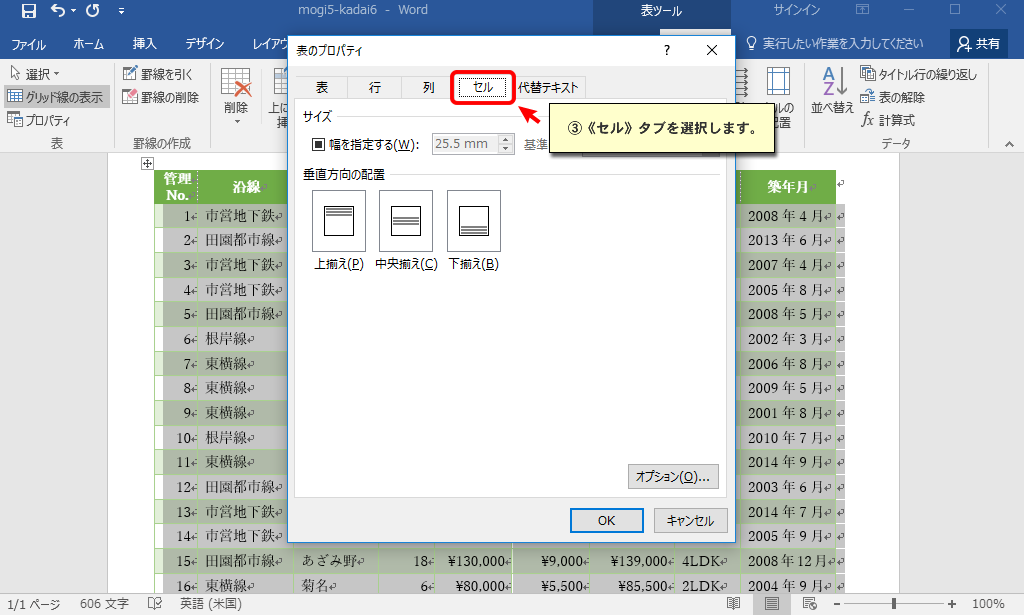 mogi5-kadai6 - Word
表ツール
サインイン
ファイル ホーム 挿入 デザイン レイアウ
実行したい作業を入力してください
共有
選択
グリッド線の表示
プロパティ
表
罫線を引く
罫線の削除
罫線の作成
削除
上に
挿
並べ替え
タイトル行の繰り返し
表の解除
計算式
データ
表のプロパティ
表 行 列 セル 代替テキスト
③《セル》タブを選択します。
サイズ
幅を指定する(W): 25.5 mm 基準
垂直方向の配置
上揃え(P) 中央揃え(C) 下揃え(B)
オプション(O)...
OK キャンセル
管理
No. 沿線 築年月
1 市営地下鉄 2008 年 4 月
2 田園都市線 2013 年 6 月
3 市営地下鉄 2007 年 4 月
4 市営地下鉄 2005 年 8 月
5 田園都市線 2008 年 5 月
6 根岸線 2002 年 3 月
7 東横線 2006 年 8 月
8 東横線 2009 年 5 月
9 東横線 2001 年 8 月
10 根岸線 2010 年 7 月
11 東横線 2014 年 9 月
12 田園都市線 2003 年 6 月
13 市営地下鉄 2014 年 7 月
14 市営地下鉄 2005 年 9 月
15 田園都市線 あざみ野 18 ¥130,000 ¥9,000 ¥139,000 4LDK 2008 年 12 月
16 東横線 菊名 6 ¥80,000 ¥5,500 ¥85,500 2LDK 2004 年 9 月
1/1 ページ 606 文字 英語 (米国) 100%